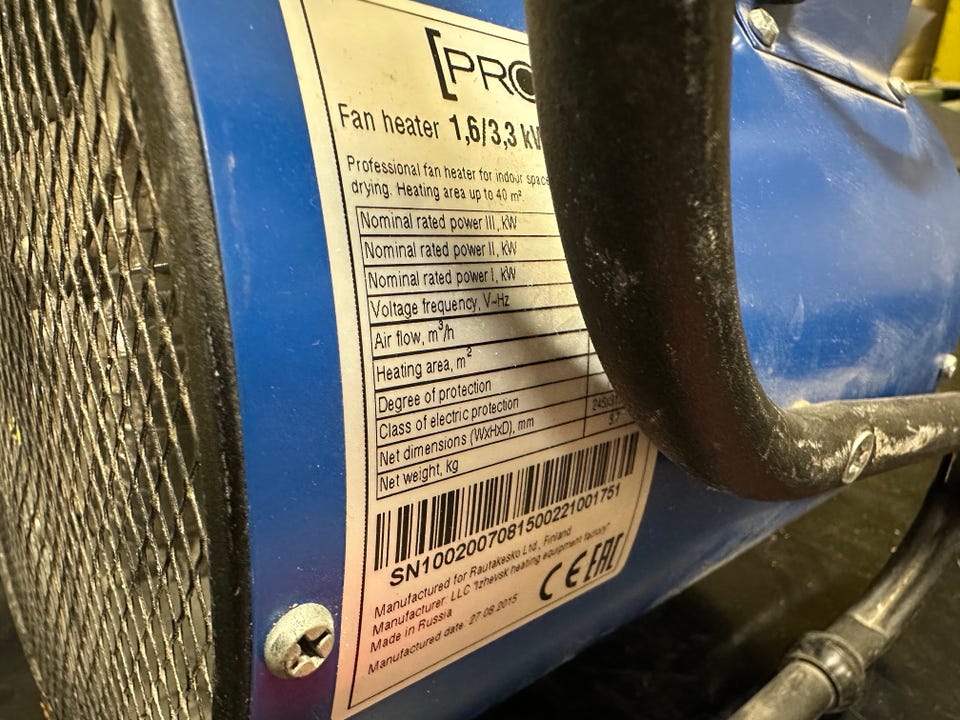 [PRO
Fan heater 1,6/3,3 kW
Professional fan heater for indoor space
drying. Heating area up to 40 m².
Nominal rated power III, kW
Nominal rated power II, kW
Nominal rated power I, kW
Voltage frequency, V~Hz
Air flow, m³/h
Heating area, m²
Degree of protection
Class of electric protection
Net dimensions (WxHxD), mm
Net weight, kg
SN1002007081500221001751
Manufactured for Rautakesko Ltd., Finland
Manufacturer: LLC "Izhevsk heating equipment factory"
Made in Russia
Manufactured date: 27.08.2015
CE EAC